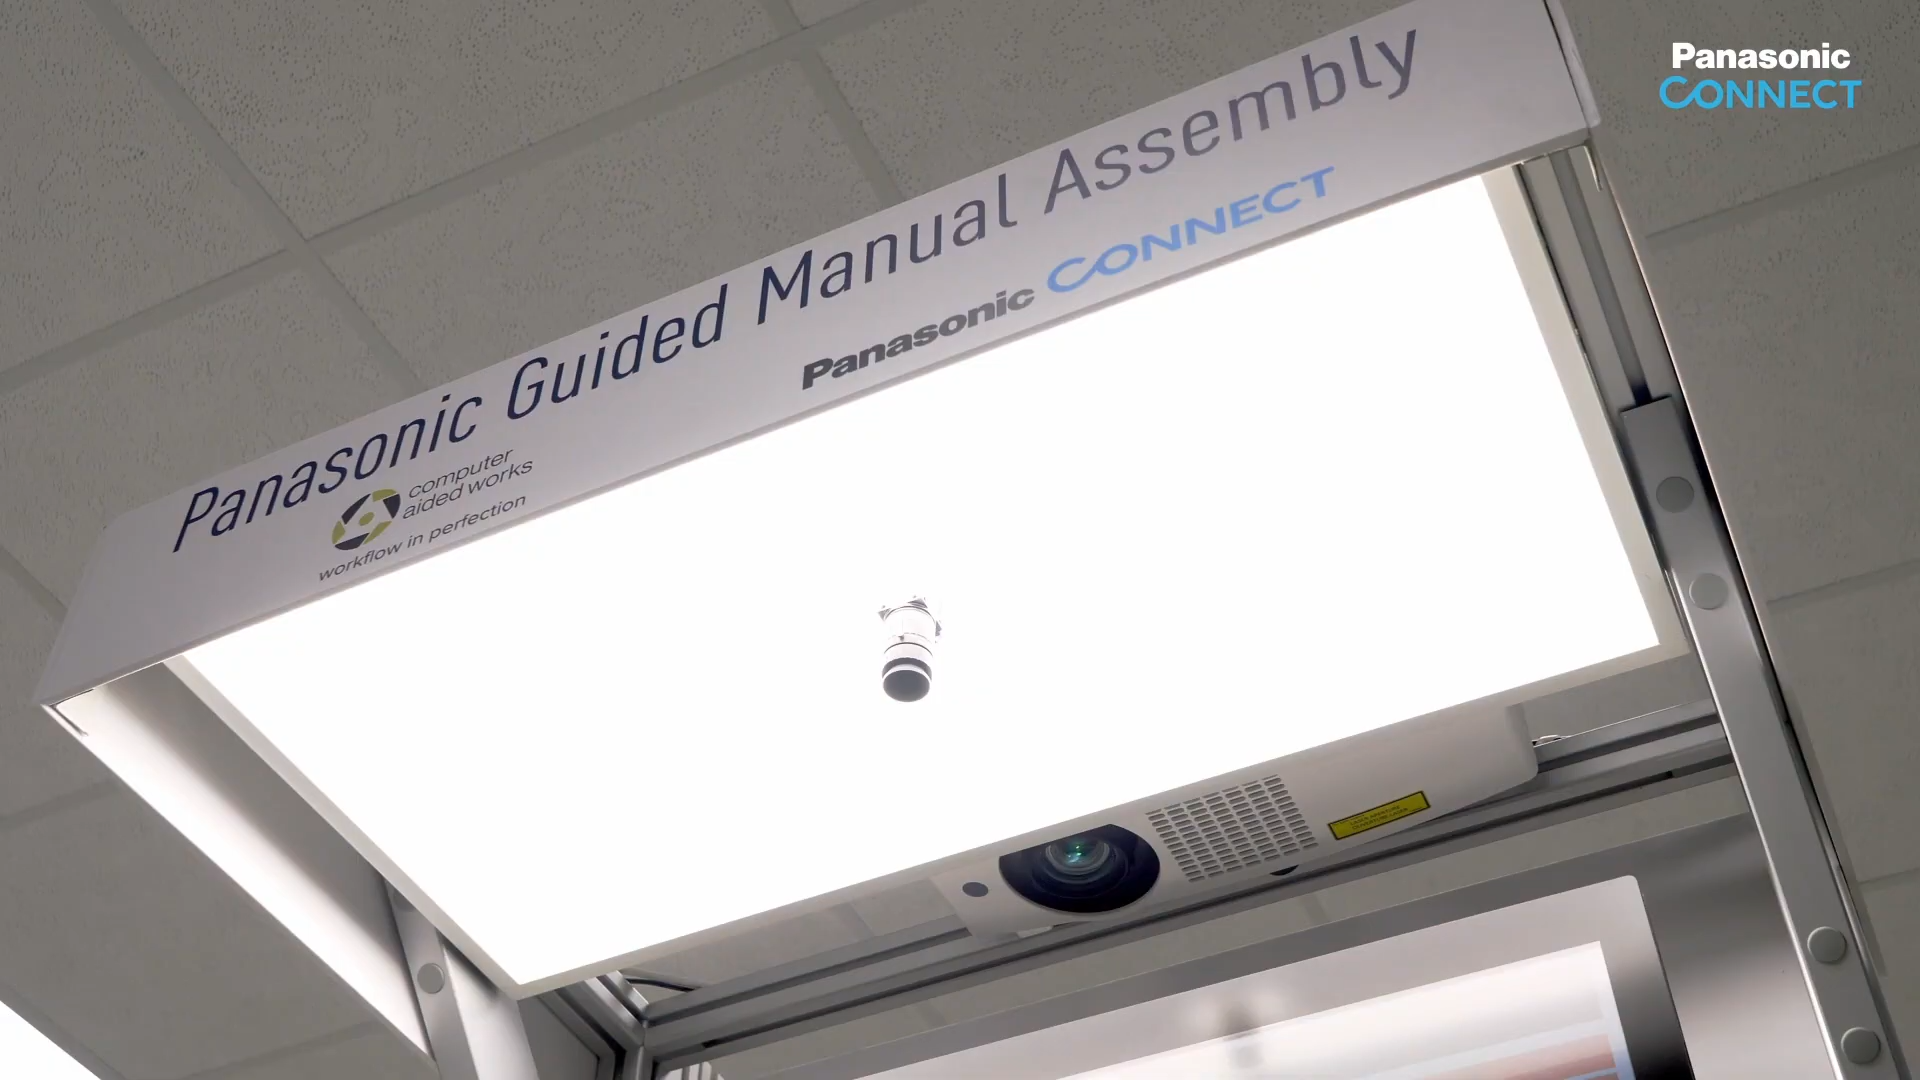 Panasonic
CONNECT
Panasonic Guided Manual Assembly
Panasonic CONNECT
computer
aided works
workflow in perfection